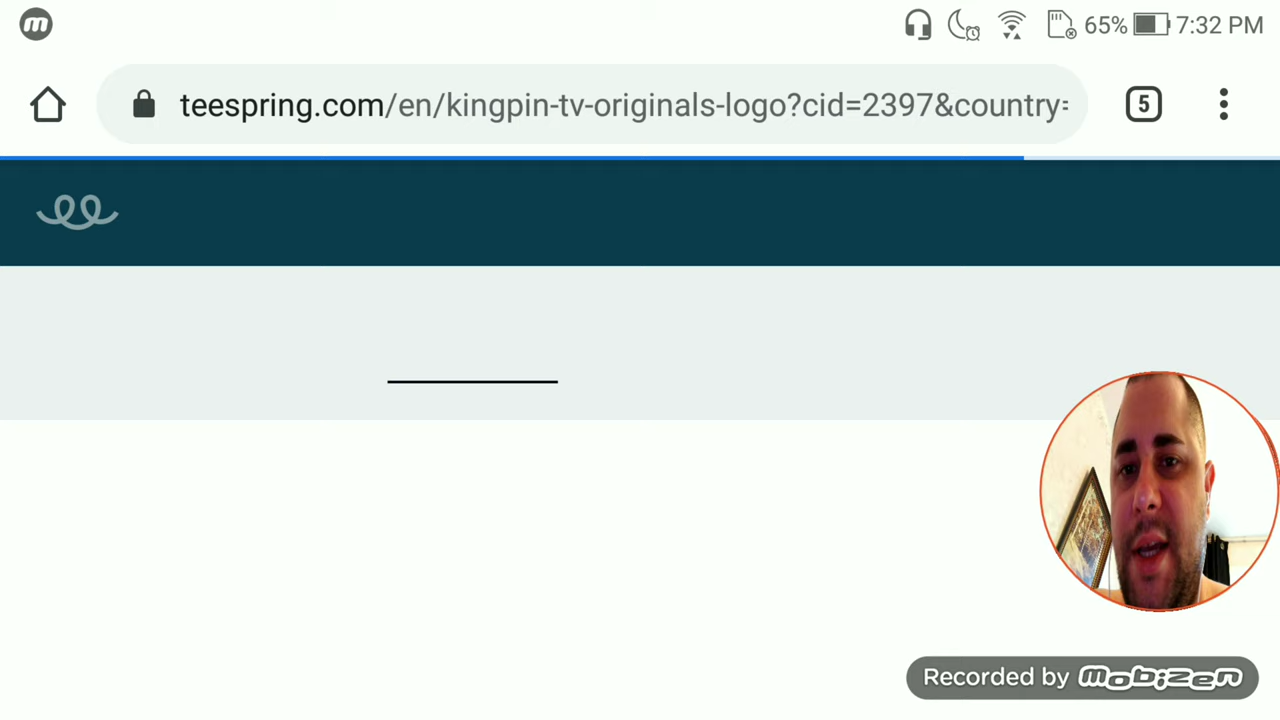 m
65% 7:32 PM
teespring.com/en/kingpin-tv-originals-logo?cid=2397&country=
5
Recorded by mobizen